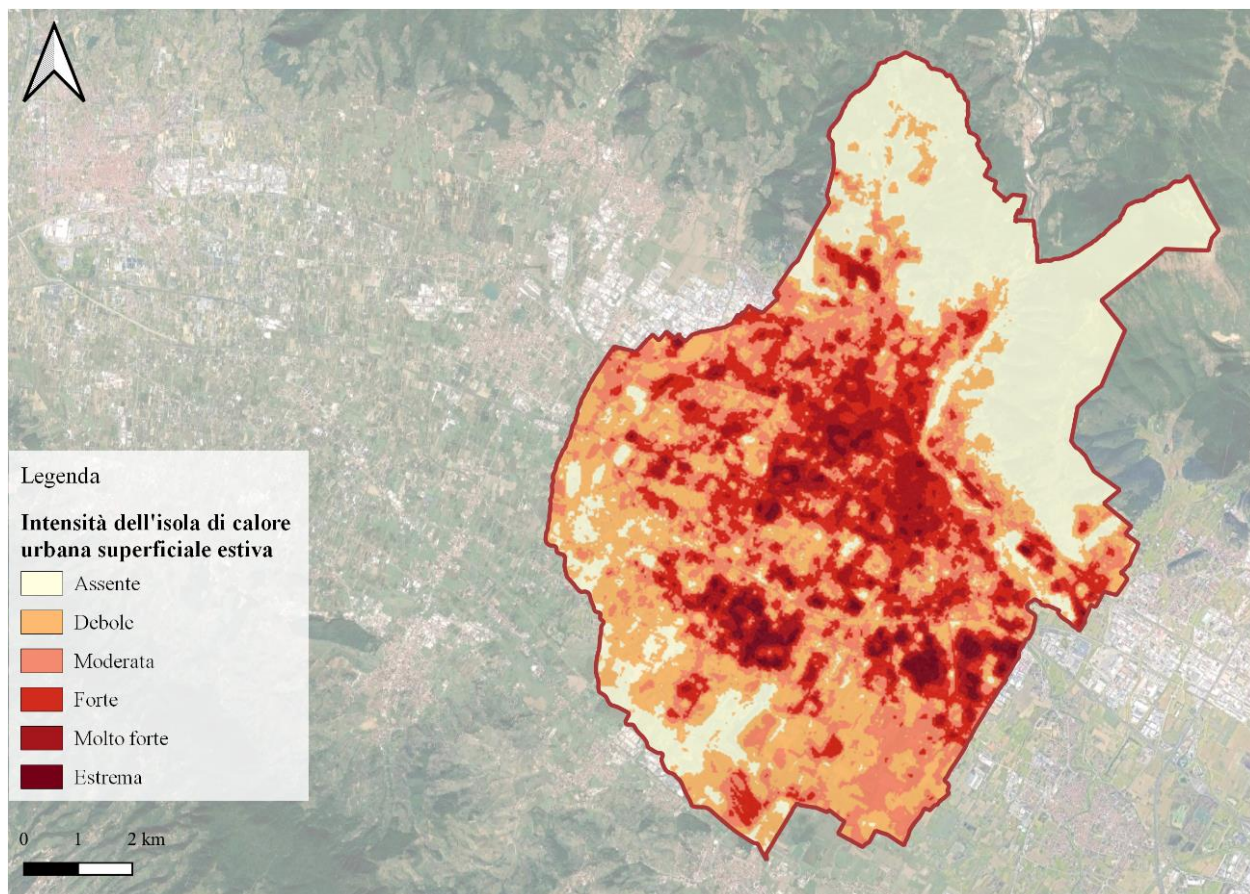 Legenda
Intensità dell'isola di calore
urbana superficiale estiva
Assente
Debole
Moderata
Forte
Molto forte
Estrema
0 1 2 km